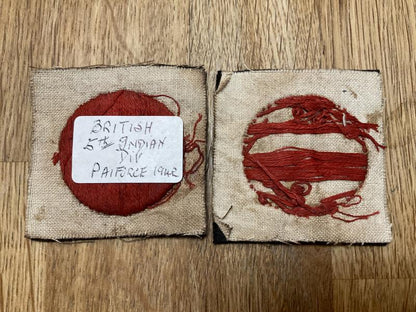 BRITISH
5th INDIAN
DIV
PAIFORCE 1942